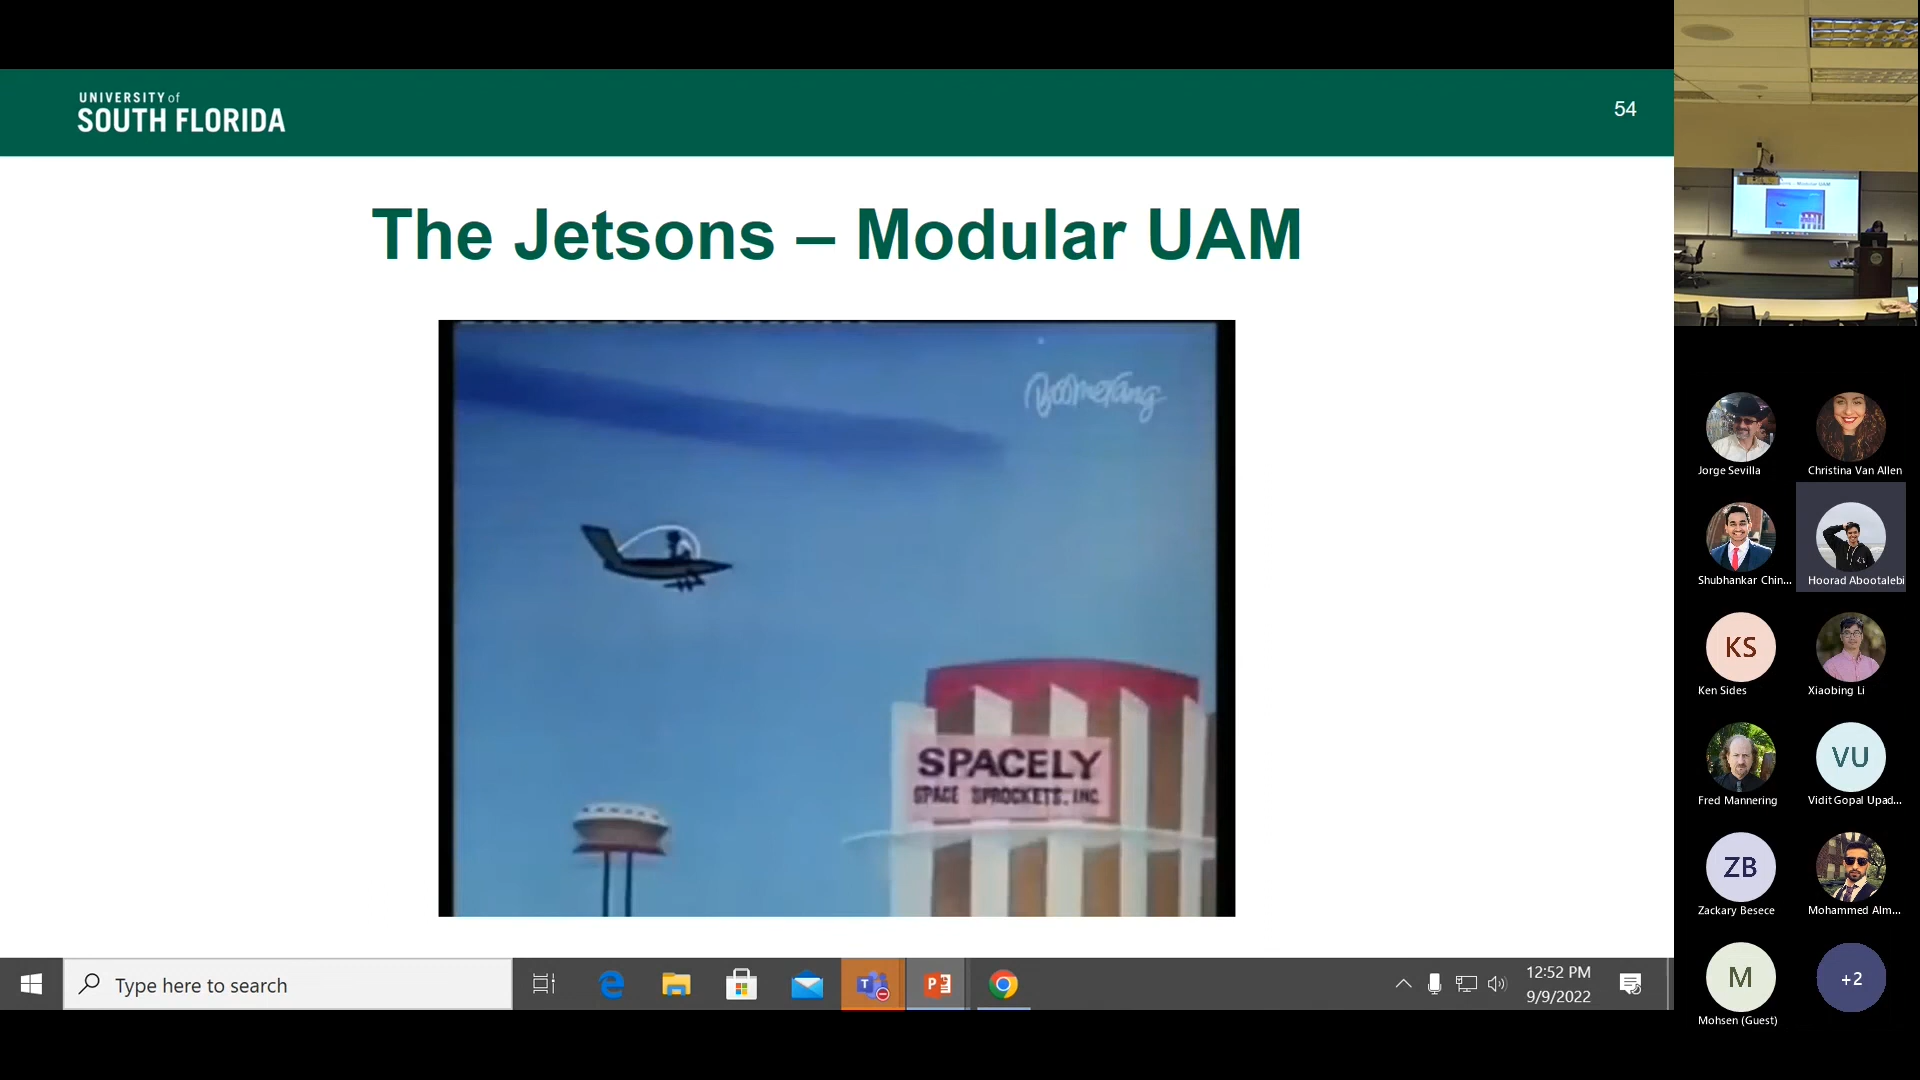 UNIVERSITY of
SOUTH FLORIDA
54
The Jetsons – Modular UAM
Boomerang
SPACELY
SPACE SPROCKETS, INC.
Type here to search
12:52 PM
9/9/2022
Jorge Sevilla
Christina Van Allen
Shubhankar Chin...
Hoorad Abootalebi
KS
Ken Sides
Xiaobing Li
Fred Mannering
VU
Vidit Gopal Upad...
ZB
Zackary Besece
Mohammed Alm...
M
Mohsen (Guest)
+2